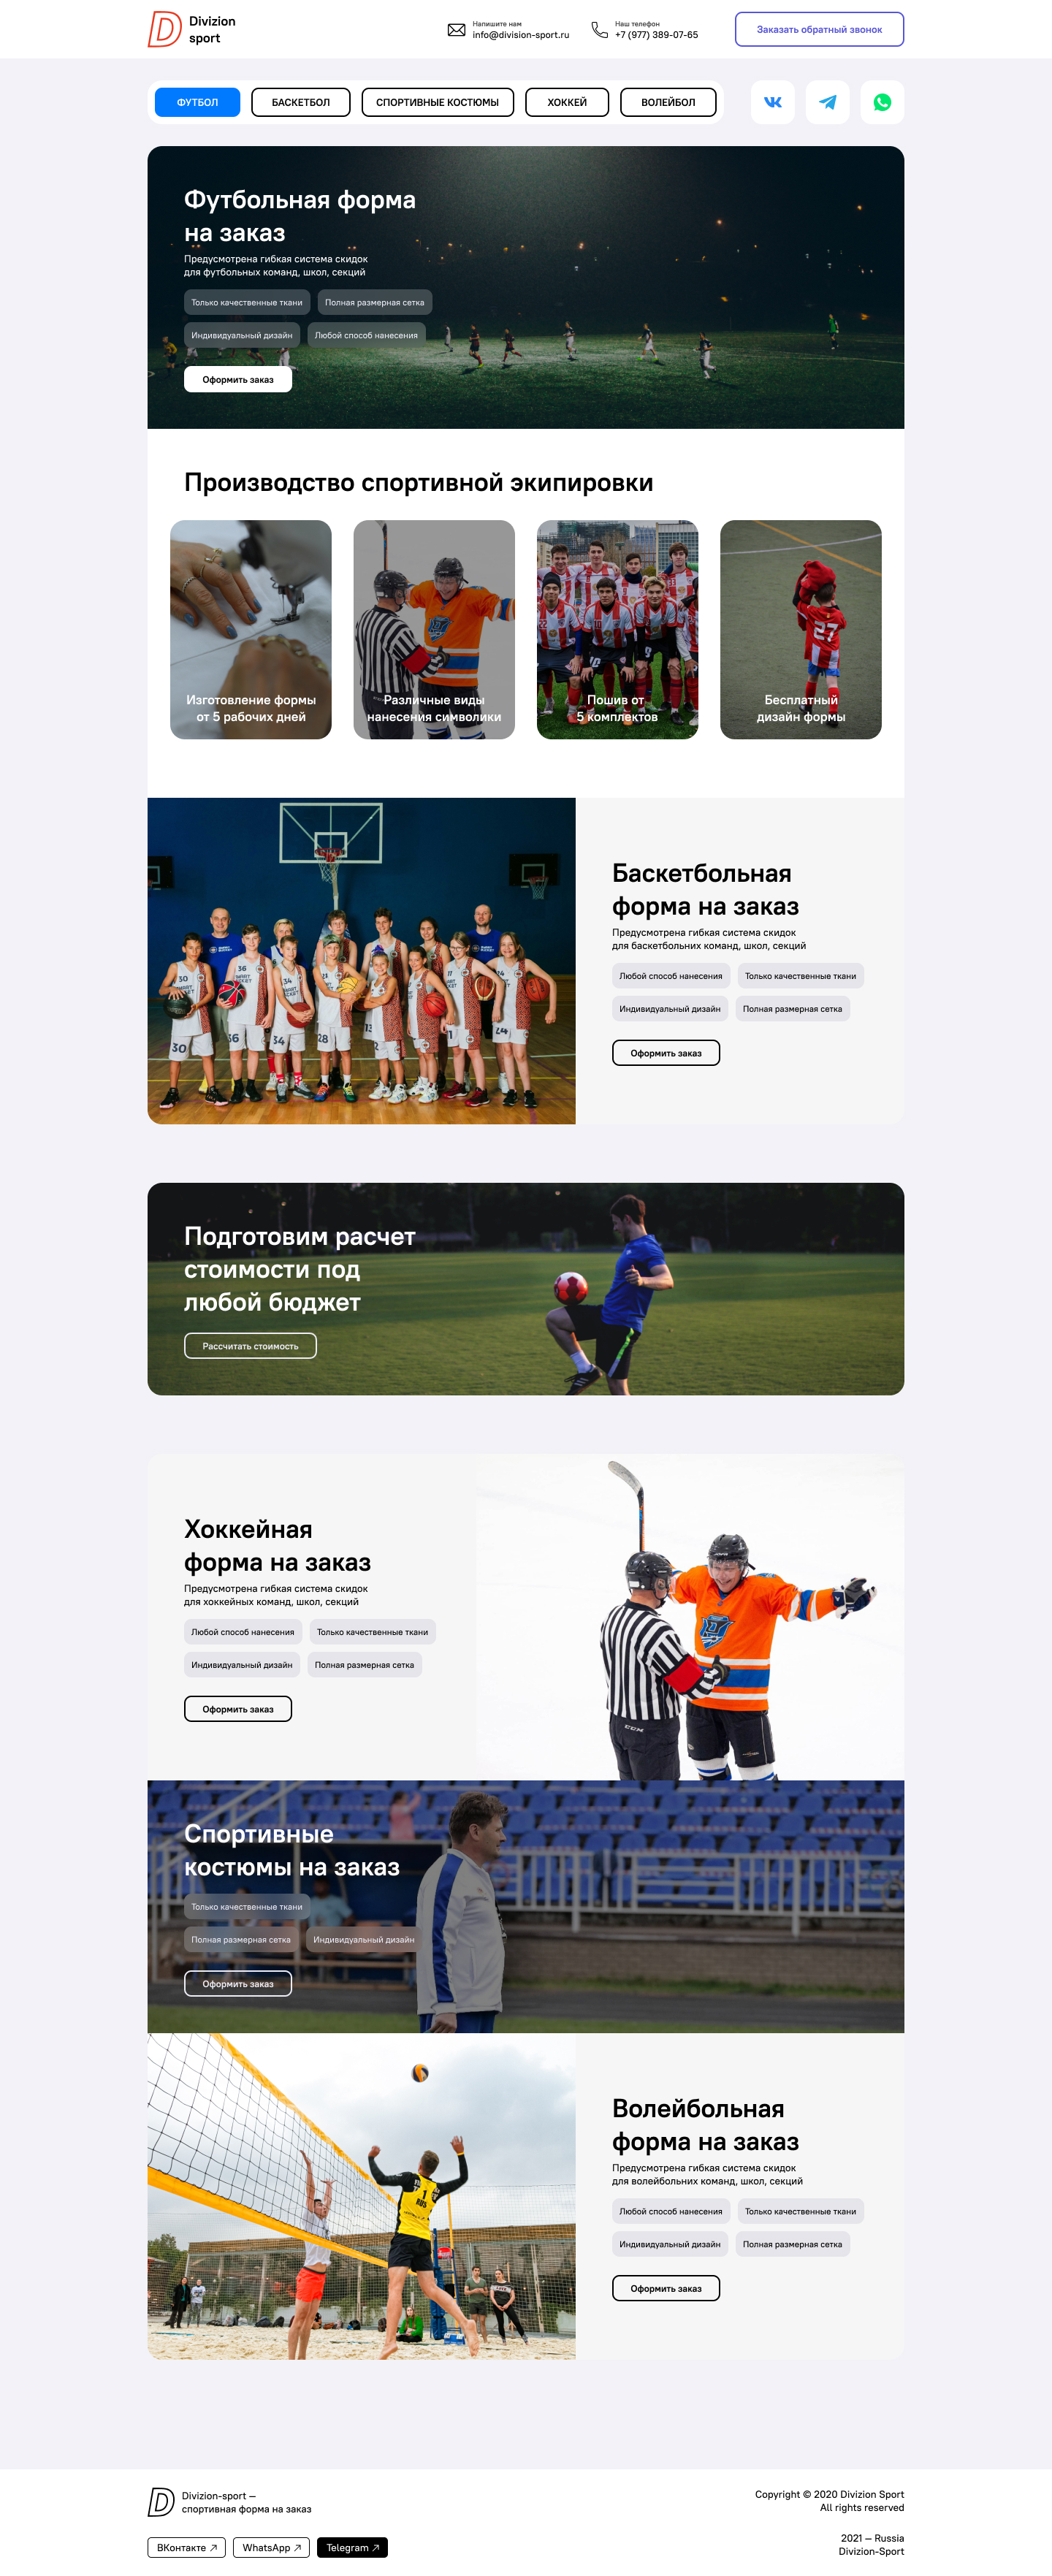 Divizion
sport
Напишите нам
info@division-sport.ru
Наш телефон
+7 (977) 389-07-65
Заказать обратный звонок
ФУТБОЛ
БАСКЕТБОЛ
СПОРТИВНЫЕ КОСТЮМЫ
ХОККЕЙ
ВОЛЕЙБОЛ
Футбольная форма
на заказ
Предусмотрена гибкая система скидок
для футбольных команд, школ, секций
Только качественные ткани
Полная размерная сетка
Индивидуальный дизайн
Любой способ нанесения
Оформить заказ
Производство спортивной экипировки
27
Изготовление формы
от 5 рабочих дней
Различные виды
нанесения символики
Пошив от
5 комплектов
Бесплатный
дизайн формы
Баскетбольная
форма на заказ
Предусмотрена гибкая система скидок
для баскетбольних команд, школ, секций
Любой способ нанесения
Только качественные ткани
Индивидуальный дизайн
Полная размерная сетка
Оформить заказ
Подготовим расчет
стоимости под
любой бюджет
Рассчитать стоимость
Хоккейная
форма на заказ
Предусмотрена гибкая система скидок
для хоккейных команд, школ, секций
Любой способ нанесения
Только качественные ткани
Индивидуальный дизайн
Полная размерная сетка
Оформить заказ
CCM
Спортивные
костюмы на заказ
Только качественные ткани
Полная размерная сетка
Индивидуальный дизайн
Оформить заказ
Волейбольная
форма на заказ
Предусмотрена гибкая система скидок
для волейбольних команд, школ, секций
Любой способ нанесения
Только качественные ткани
Индивидуальный дизайн
Полная размерная сетка
Оформить заказ
Divizion-sport —
спортивная форма на заказ
ВКонтакте ↗
WhatsApp ↗
Telegram ↗
Copyright © 2020 Divizion Sport
All rights reserved
2021 — Russia
Divizion-Sport